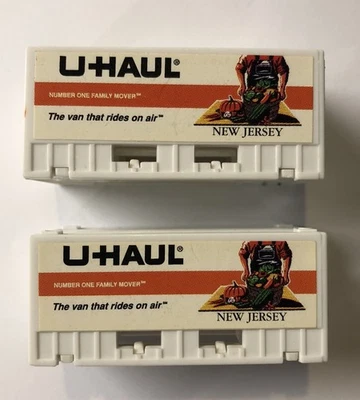 U-HAUL®
NUMBER ONE FAMILY MOVER™
The van that rides on air™
NEW JERSEY
U-HAUL®
NUMBER ONE FAMILY MOVER™
The van that rides on air™
NEW JERSEY